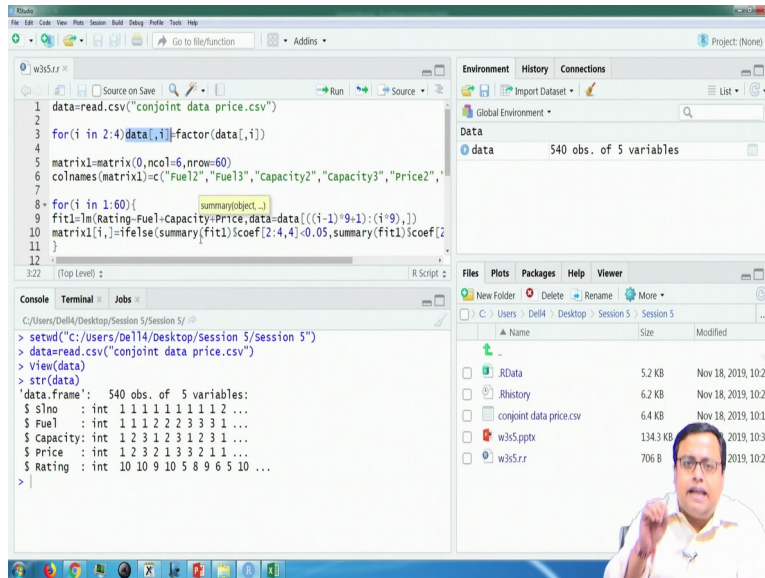 RStudio
File Edit Code View Plots Session Build Debug Profile Tools Help
Go to file/function
Addins
Project: (None)
w3s5.r.r
Source on Save
Run
Source
1 data=read.csv("conjoint data price.csv")
2
3 for(i in 2:4)data[,i]=factor(data[,i])
4
5 matrix1=matrix(0,ncol=6,nrow=60)
6 colnames(matrix1)=c("Fuel2","Fuel3","Capacity2","Capacity3","Price2","
7
summary(object, ...)
8 for(i in 1:60){
9 fit1=lm(Rating~Fuel+Capacity+Price,data=data[((i-1)*9+1):(i*9),])
10 matrix1[i,]=ifelse(summary(fit1)$coef[2:4,4]<0.05,summary(fit1)$coef[2
11 }
12
3:22 (Top Level) R Script
Console Terminal Jobs
C:/Users/Dell4/Desktop/Session 5/Session 5/
> setwd("C:/Users/Dell4/Desktop/Session 5/Session 5")
> data=read.csv("conjoint data price.csv")
> View(data)
> str(data)
'data.frame': 540 obs. of 5 variables:
$ Slno : int 1 1 1 1 1 1 1 1 1 2 ...
$ Fuel : int 1 1 1 2 2 2 3 3 3 1 ...
$ Capacity: int 1 2 3 1 2 3 1 2 3 1 ...
$ Price : int 1 2 3 2 1 3 3 2 1 1 ...
$ Rating : int 10 10 9 10 5 8 9 6 5 10 ...
>
Environment History Connections
Import Dataset
List
Global Environment
Data
data 540 obs. of 5 variables
Files Plots Packages Help Viewer
New Folder Delete Rename More
C: Users Dell4 Desktop Session 5 Session 5
Name Size Modified
..
.RData 5.2 KB Nov 18, 2019, 10:2
.Rhistory 6.2 KB Nov 18, 2019, 10:2
conjoint data price.csv 6.4 KB Nov 18, 2019, 10:1
w3s5.pptx 134.3 KB 2019, 10:3
w3s5.r.r 706 B 2019, 10:2